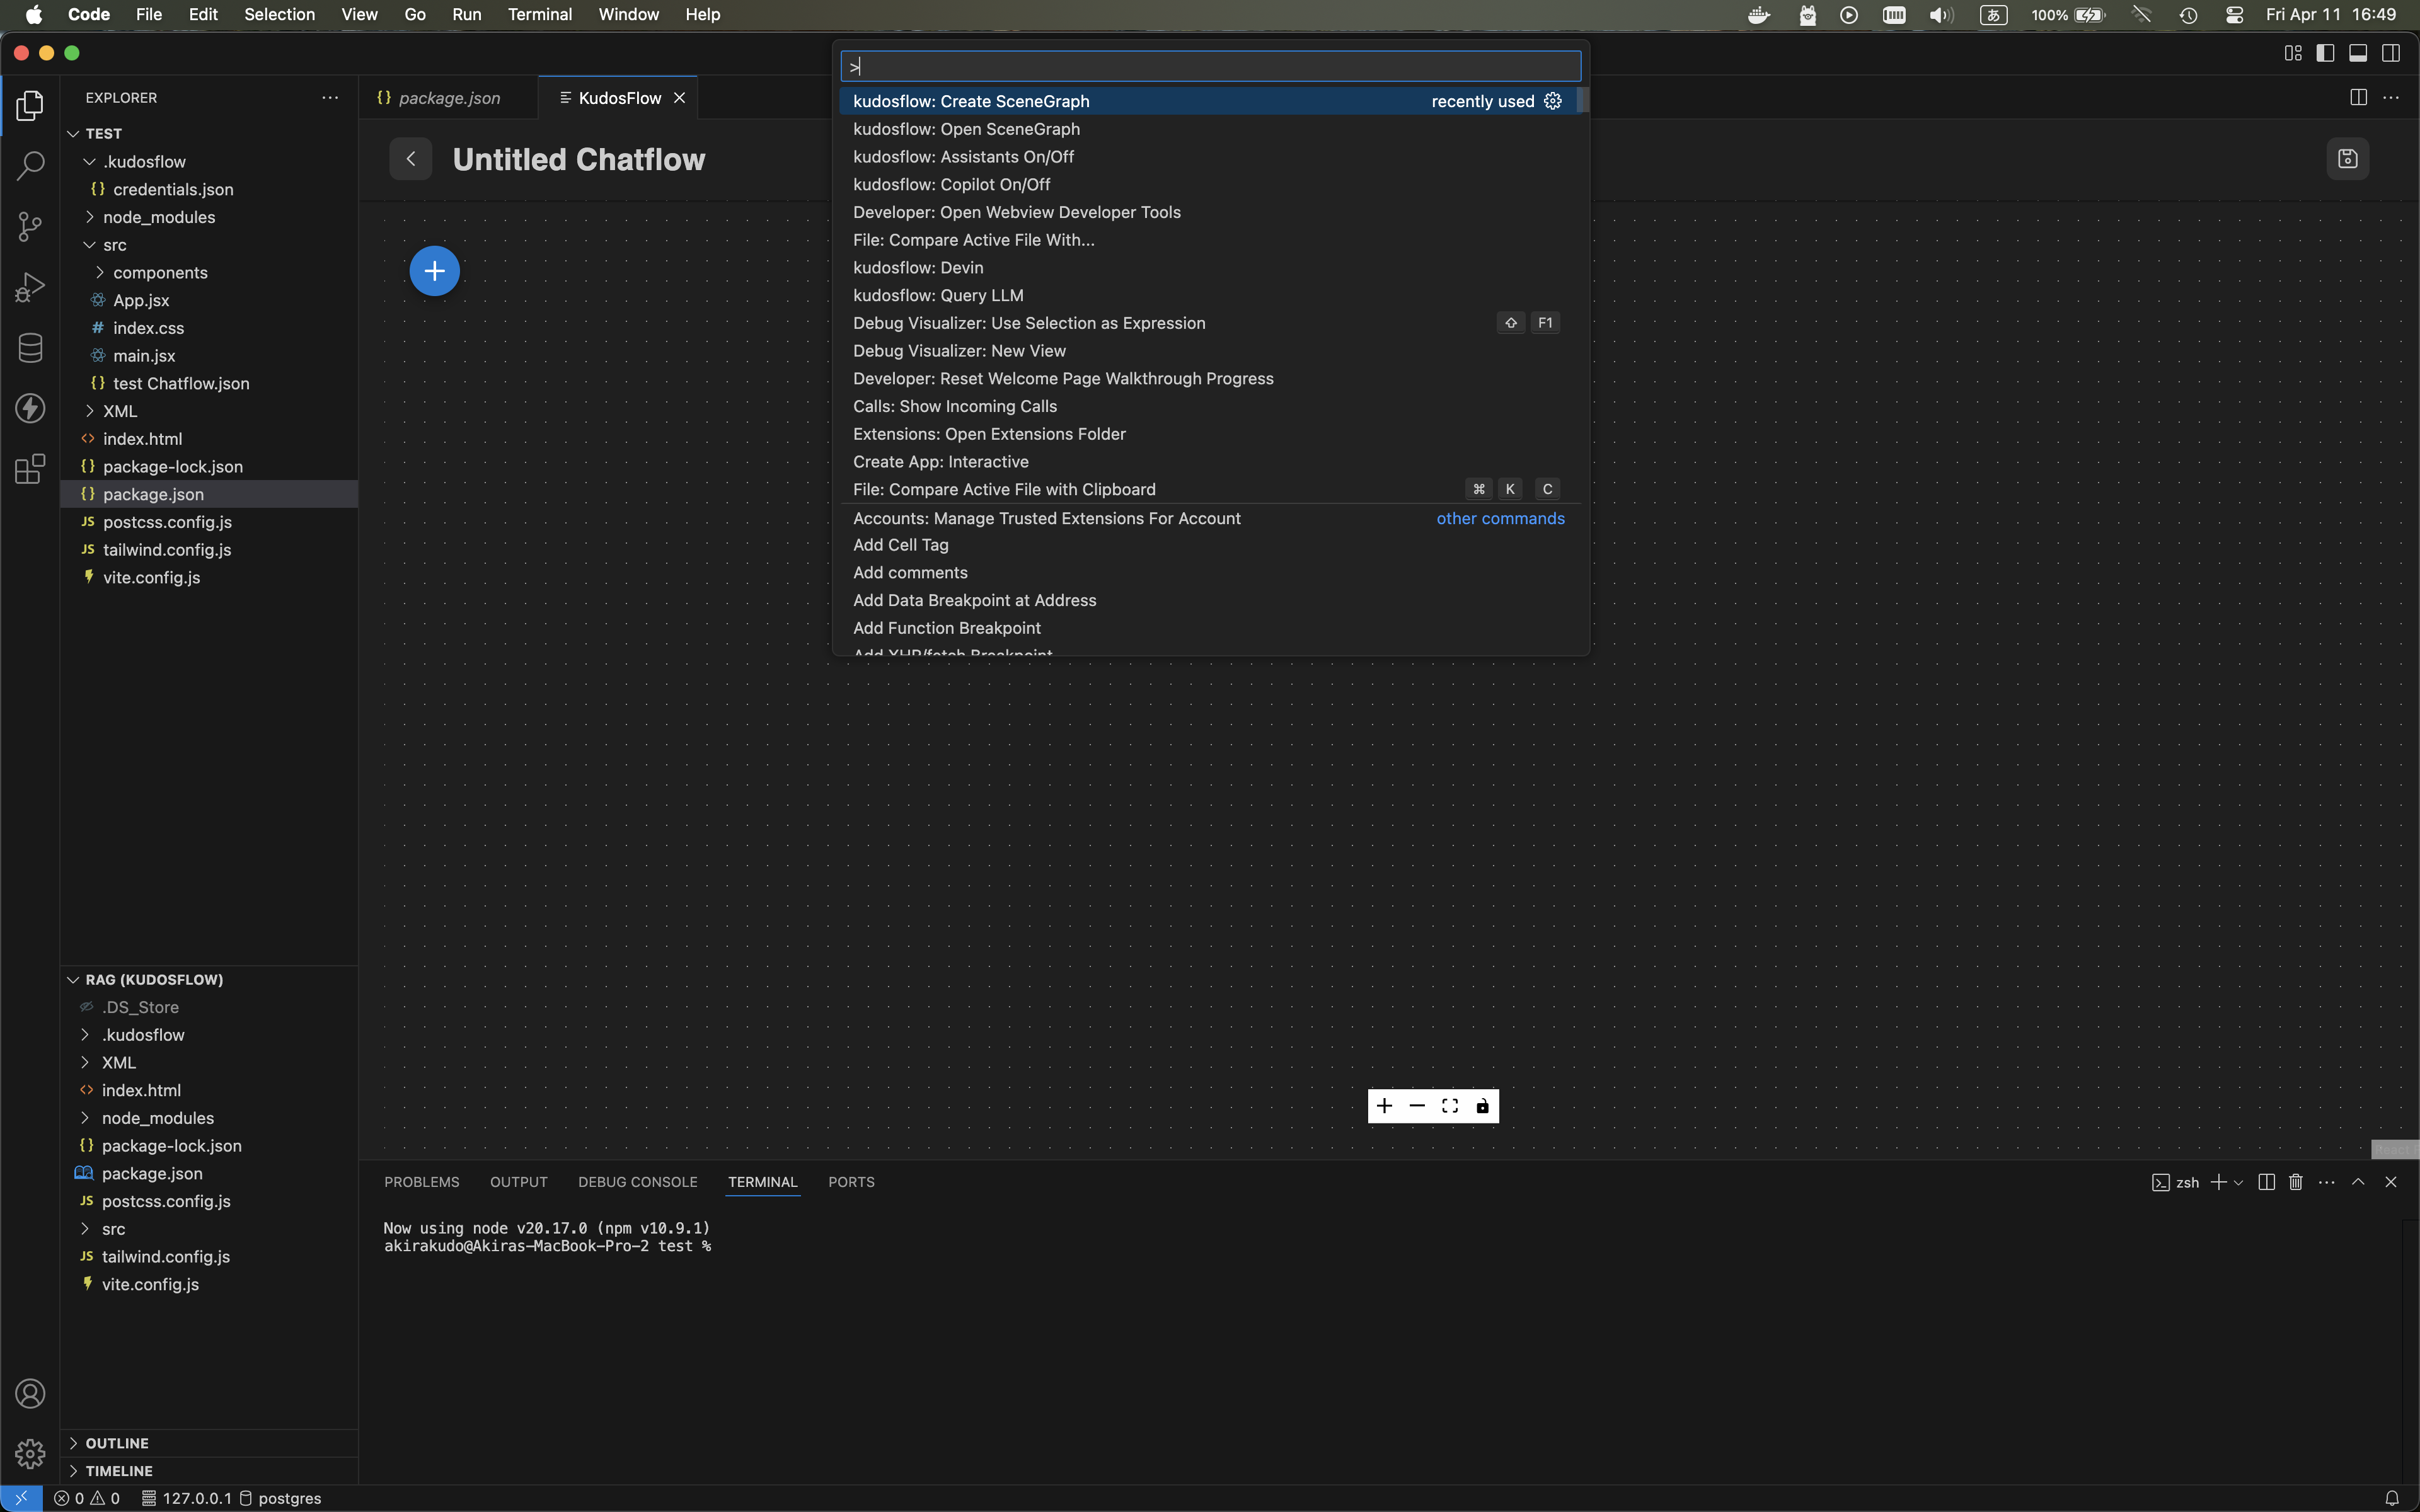 Code File Edit Selection View Go Run Terminal Window Help
あ 100% Fri Apr 11 16:49
EXPLORER
TEST
.kudosflow
{} credentials.json
node_modules
src
components
App.jsx
# index.css
main.jsx
{} test Chatflow.json
XML
<> index.html
{} package-lock.json
{} package.json
JS postcss.config.js
JS tailwind.config.js
vite.config.js
RAG (KUDOSFLOW)
.DS_Store
.kudosflow
XML
<> index.html
node_modules
{} package-lock.json
package.json
JS postcss.config.js
src
JS tailwind.config.js
vite.config.js
OUTLINE
TIMELINE
{} package.json
KudosFlow
Untitled Chatflow
>
kudosflow: Create SceneGraph recently used
kudosflow: Open SceneGraph
kudosflow: Assistants On/Off
kudosflow: Copilot On/Off
Developer: Open Webview Developer Tools
File: Compare Active File With...
kudosflow: Devin
kudosflow: Query LLM
Debug Visualizer: Use Selection as Expression ⇧ F1
Debug Visualizer: New View
Developer: Reset Welcome Page Walkthrough Progress
Calls: Show Incoming Calls
Extensions: Open Extensions Folder
Create App: Interactive
File: Compare Active File with Clipboard ⌘ K C
Accounts: Manage Trusted Extensions For Account other commands
Add Cell Tag
Add comments
Add Data Breakpoint at Address
Add Function Breakpoint
Add XHR/fetch Breakpoint
PROBLEMS OUTPUT DEBUG CONSOLE TERMINAL PORTS
zsh
Now using node v20.17.0 (npm v10.9.1)
akirakudo@Akiras-MacBook-Pro-2 test %
0 0 127.0.0.1 postgres